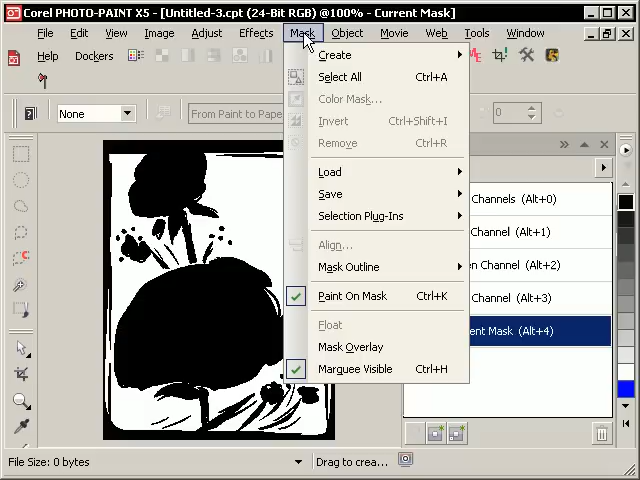 Corel PHOTO-PAINT X5 - [Untitled-3.cpt (24-Bit RGB) @100% - Current Mask]
File Edit View Image Adjust Effects Mask Object Movie Web Tools Window
Help Dockers ME
None From Paint to Pape 0
Create
Select All Ctrl+A
Color Mask...
Invert Ctrl+Shift+I
Remove Ctrl+R
Load
Save
Selection Plug-Ins
Align...
Mask Outline
Paint On Mask Ctrl+K
Float
Mask Overlay
Marquee Visible Ctrl+H
Channels (Alt+0)
Channel (Alt+1)
en Channel (Alt+2)
Channel (Alt+3)
ent Mask (Alt+4)
File Size: 0 bytes Drag to crea...